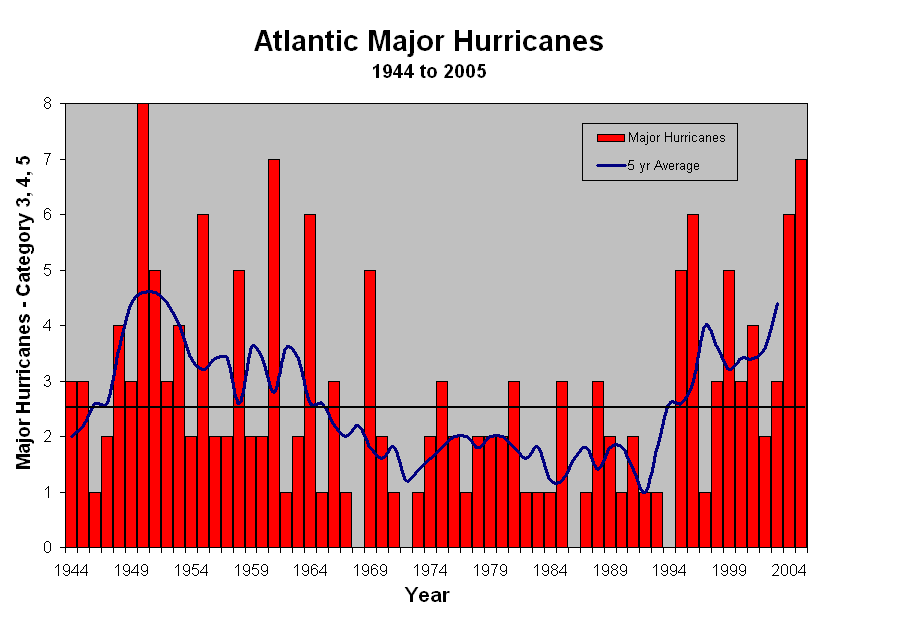 Atlantic Major Hurricanes
1944 to 2005
Major Hurricanes - Category 3, 4, 5
8
7
6
5
4
3
2
1
0
Major Hurricanes
5 yr Average
1944 1949 1954 1959 1964 1969 1974 1979 1984 1989 1994 1999 2004
Year